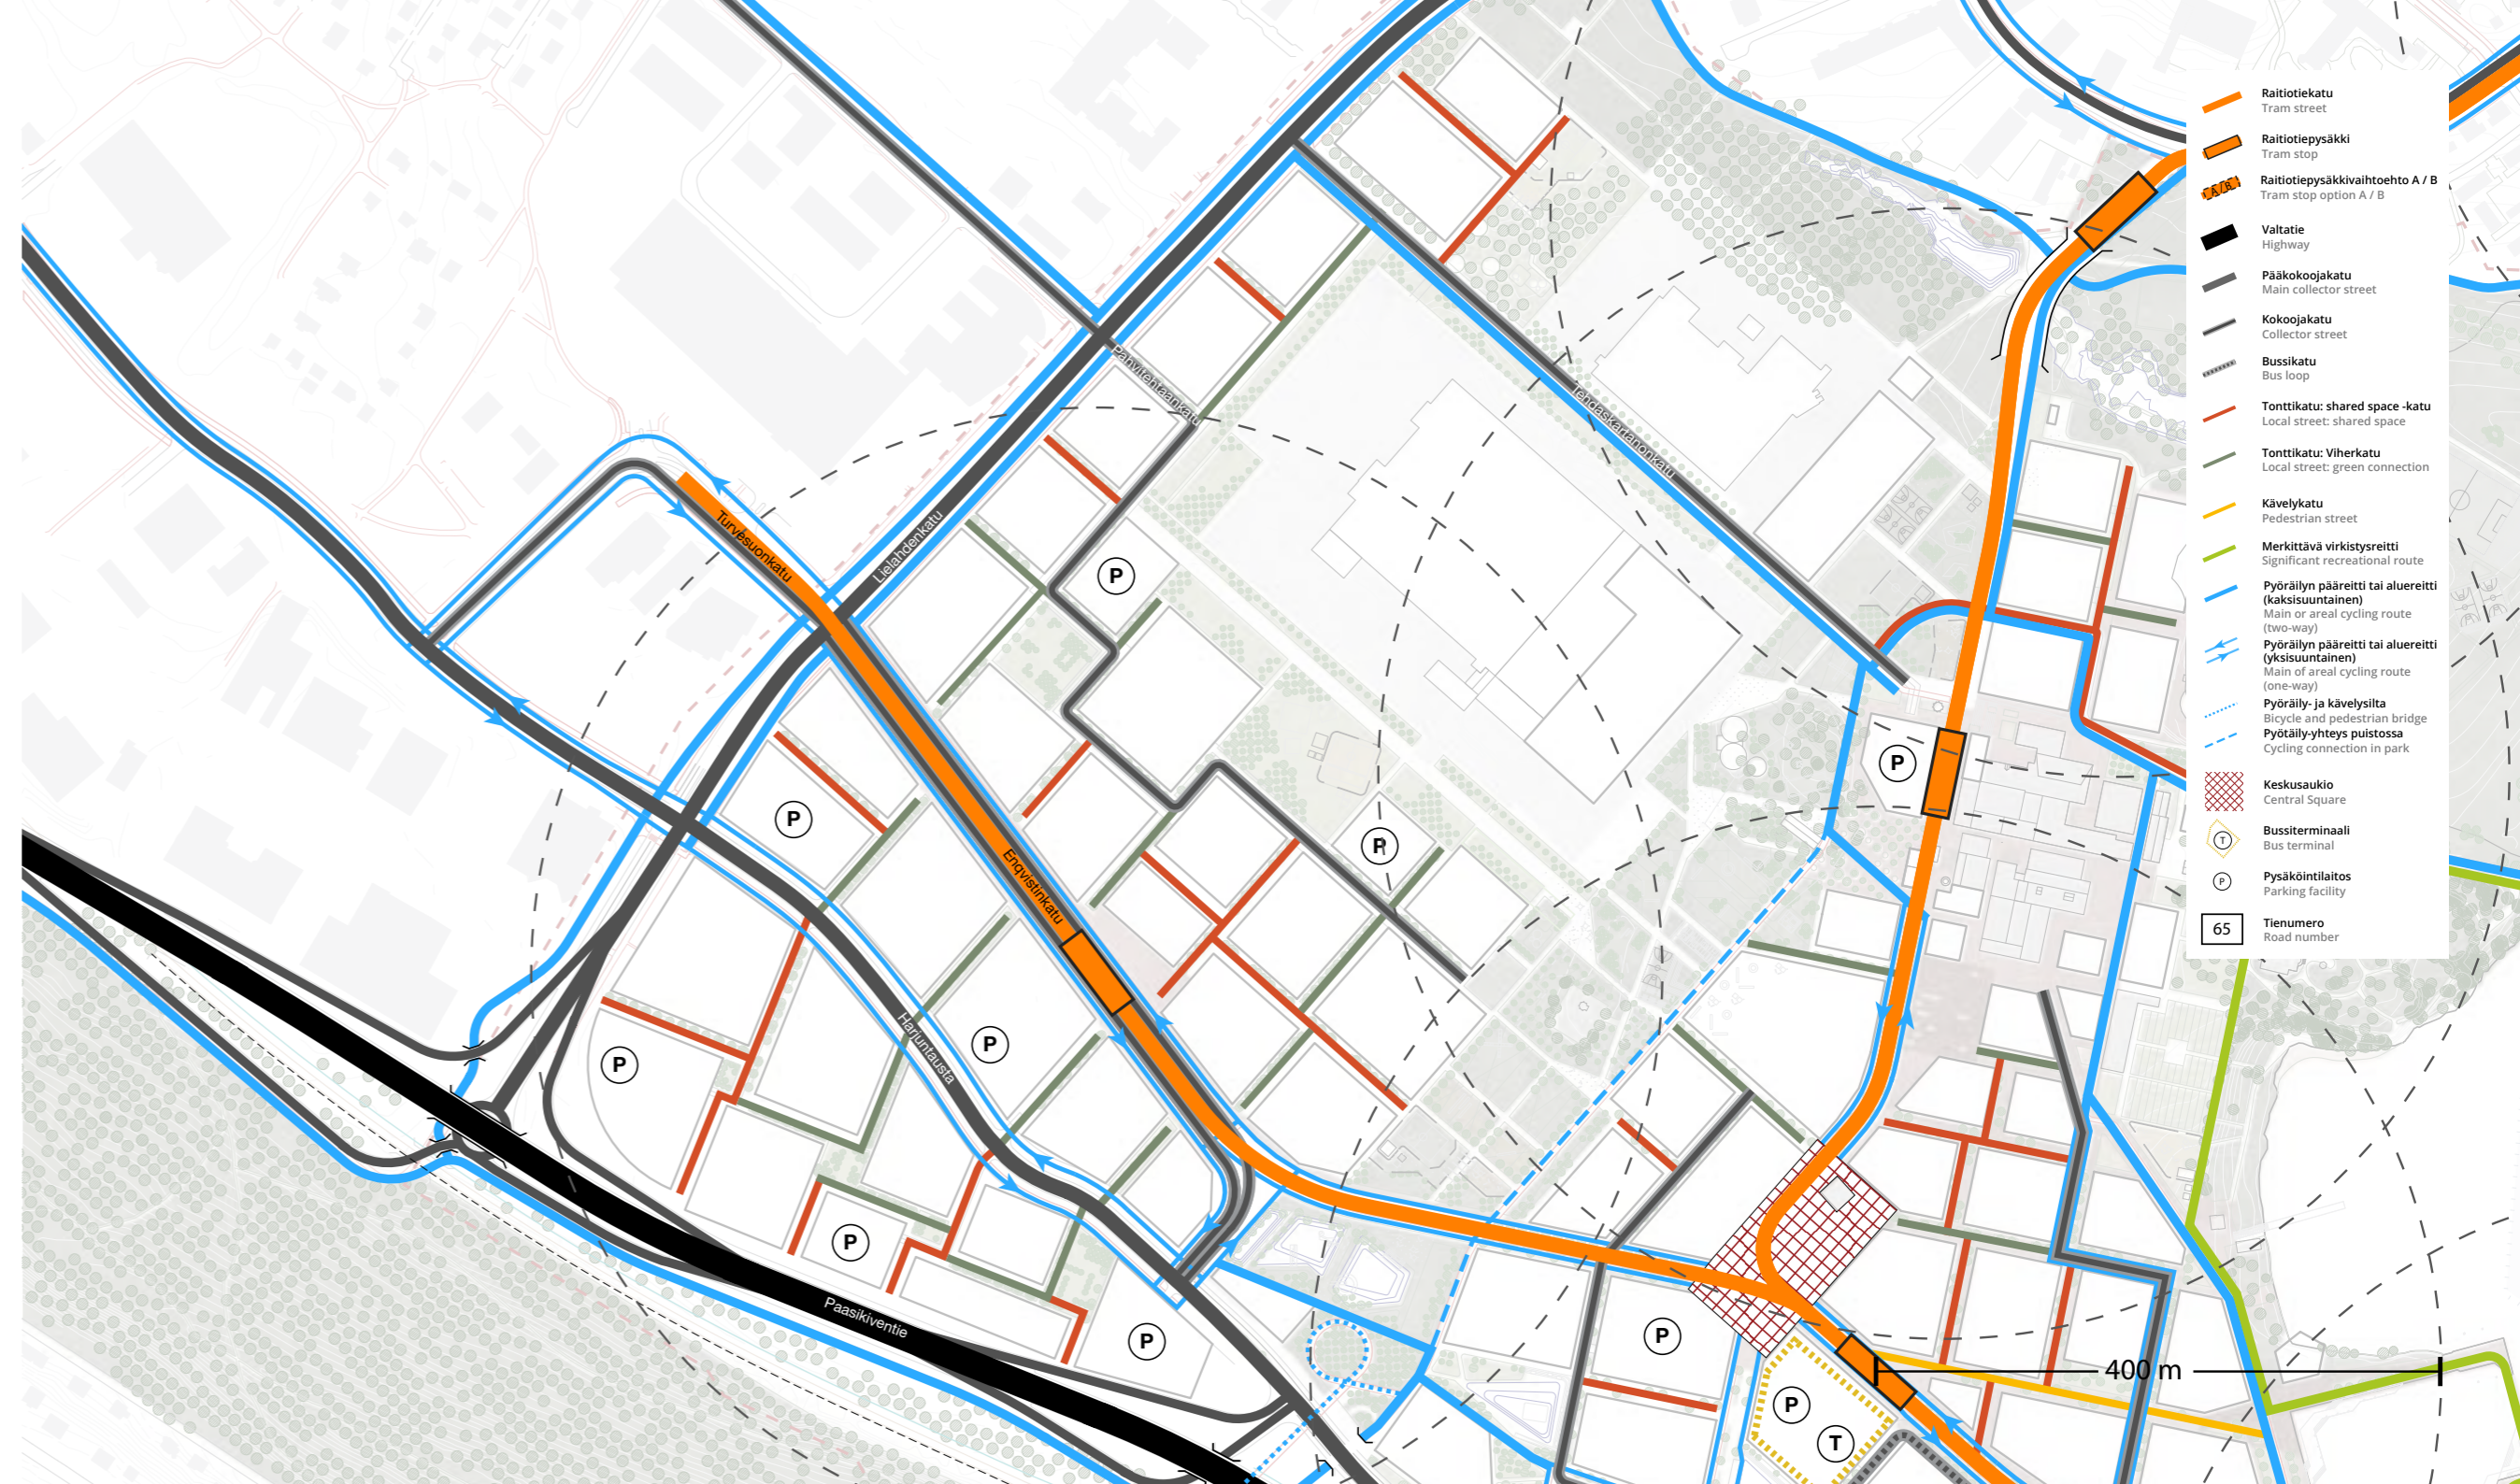 Raitiotiekatu
Tram street
Raitiotiepysäkki
Tram stop
A / B
Raitiotiepysäkkivaihtoehto A / B
Tram stop option A / B
Valtatie
Highway
Pääkokoojakatu
Main collector street
Kokoojakatu
Collector street
Bussikatu
Bus loop
Tonttikatu: shared space -katu
Local street: shared space
Tonttikatu: Viherkatu
Local street: green connection
Kävelykatu
Pedestrian street
Merkittävä virkistysreitti
Significant recreational route
Pyöräilyn pääreitti tai aluereitti
(kaksisuuntainen)
Main or areal cycling route
(two-way)
Pyöräilyn pääreitti tai aluereitti
(yksisuuntainen)
Main of areal cycling route
(one-way)
Pyöräily- ja kävelysilta
Bicycle and pedestrian bridge
Pyötäily-yhteys puistossa
Cycling connection in park
Keskusaukio
Central Square
T
Bussiterminaali
Bus terminal
P
Pysäköintilaitos
Parking facility
65
Tienumero
Road number
Pahvitehtaankatu
Tehdaskartanonkatu
Turvesuonkatu
Lielahdenkatu
P
P
P
P
Enqvistinkatu
Harjuntausta
P
P
P
Paasikiventie
P
P
400 m
P
T